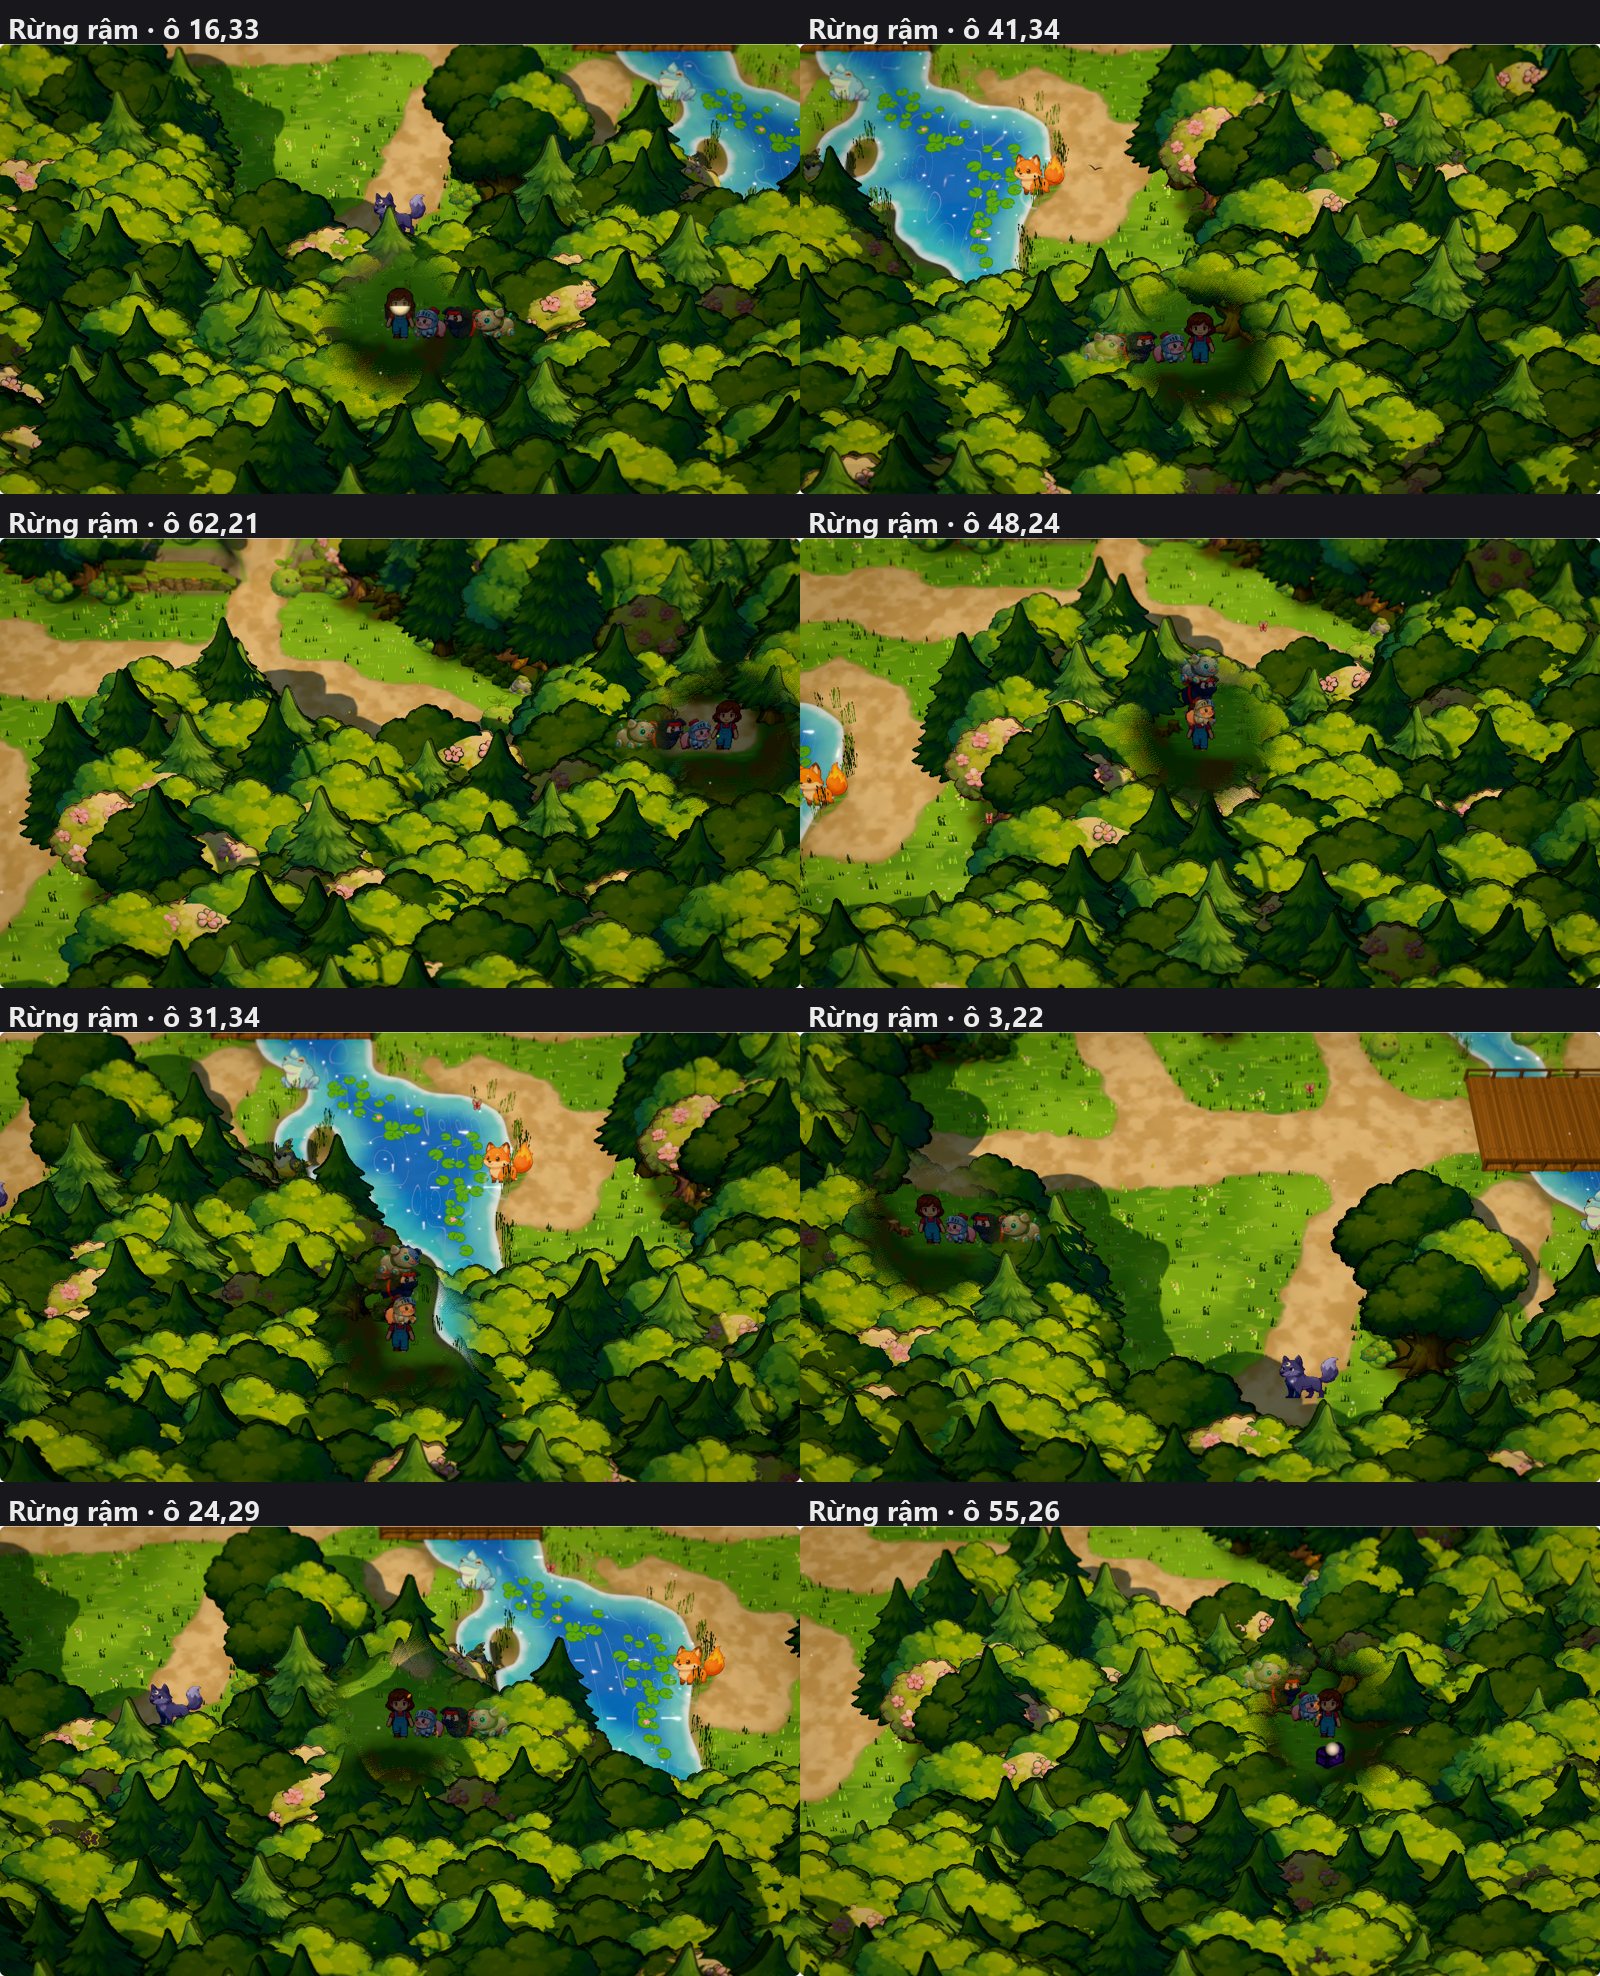 Rừng rậm · ô 16,33
Rừng rậm · ô 41,34
Rừng rậm · ô 62,21
Rừng rậm · ô 48,24
Rừng rậm · ô 31,34
Rừng rậm · ô 3,22
Rừng rậm · ô 24,29
Rừng rậm · ô 55,26